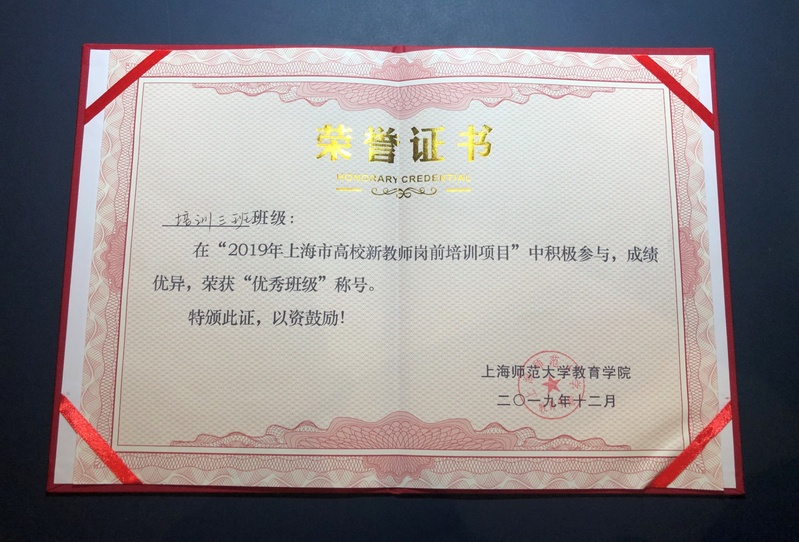 荣誉证书
HONORARY CREDENTIAL
培训三班班级：
在“2019年上海市高校新教师岗前培训项目”中积极参与，成绩
优异，荣获“优秀班级”称号。
特颁此证，以资鼓励！
上海师范大学教育学院
二〇一九年十二月